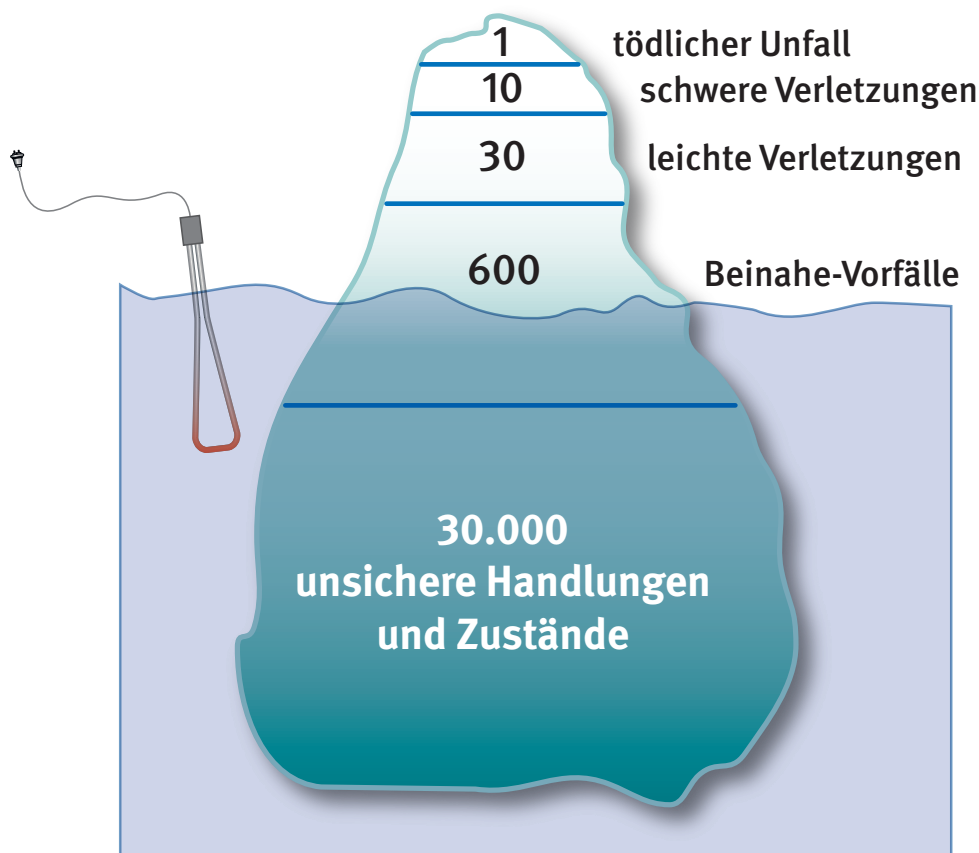 1 tödlicher Unfall
10 schwere Verletzungen
30 leichte Verletzungen
600 Beinahe-Vorfälle
30.000
unsichere Handlungen
und Zustände